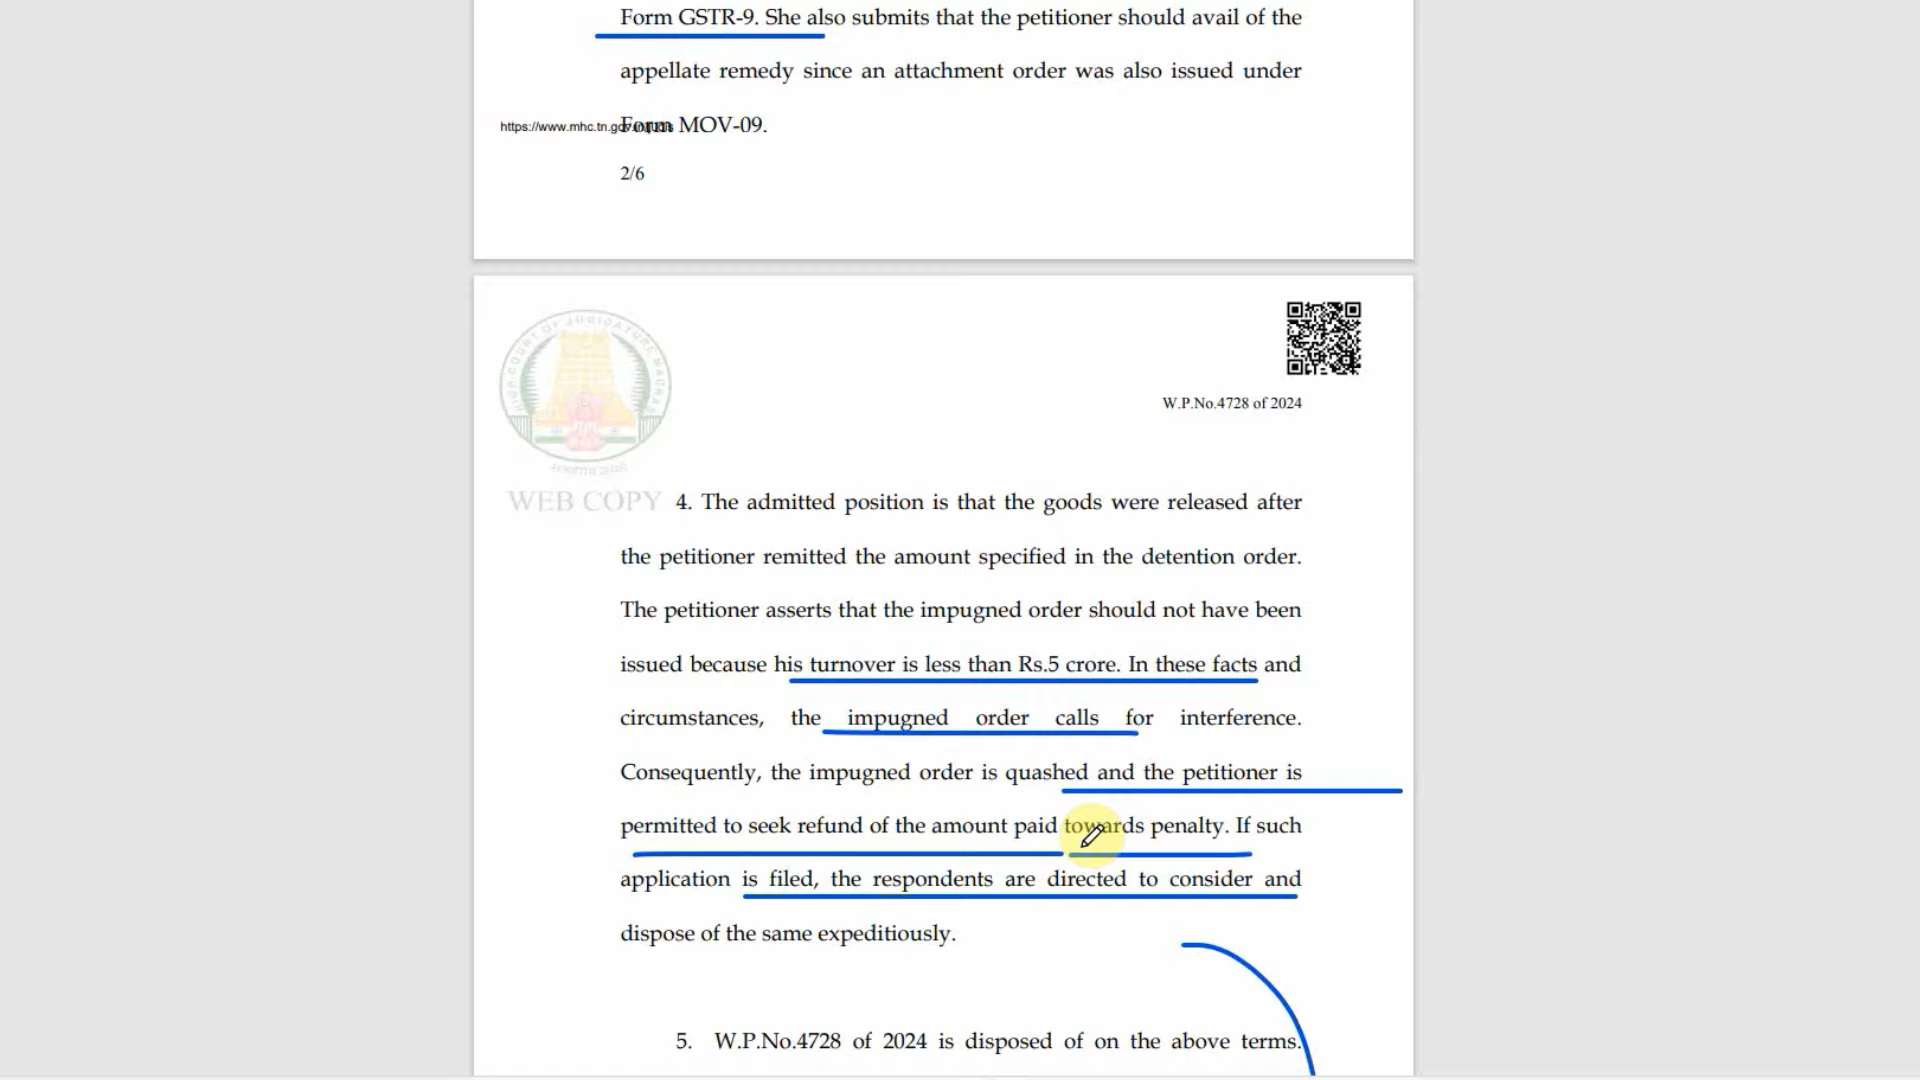 Form GSTR-9. She also submits that the petitioner should avail of the
appellate remedy since an attachment order was also issued under
Form MOV-09.
2/6
HIGH COURT OF JUDICATURE MADRAS
W.P.No.4728 of 2024
WEB COPY
4. The admitted position is that the goods were released after
the petitioner remitted the amount specified in the detention order.
The petitioner asserts that the impugned order should not have been
issued because his turnover is less than Rs.5 crore. In these facts and
circumstances, the impugned order calls for interference.
Consequently, the impugned order is quashed and the petitioner is
permitted to seek refund of the amount paid towards penalty. If such
application is filed, the respondents are directed to consider and
dispose of the same expeditiously.
5. W.P.No.4728 of 2024 is disposed of on the above terms.